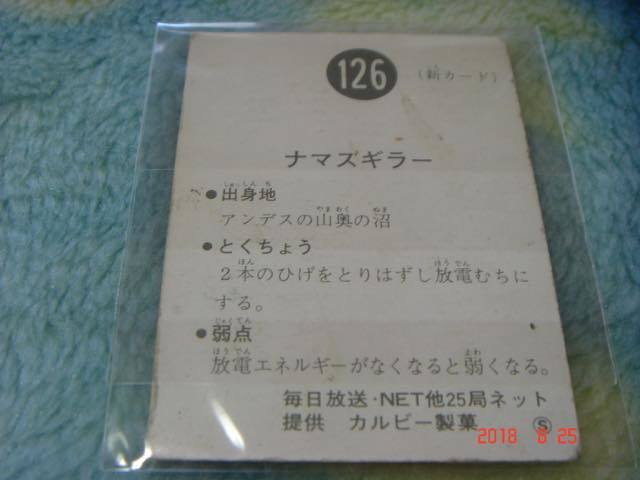 126 (新カード)
ナマズギラー
●出身地
アンデスの山奥の沼
●とくちょう
2本のひげをとりはずし放電むちに
する。
●弱点
放電エネルギーがなくなると弱くなる。
毎日放送・NET他25局ネット
提供 カルビー製菓 Ⓢ
2018 8 25